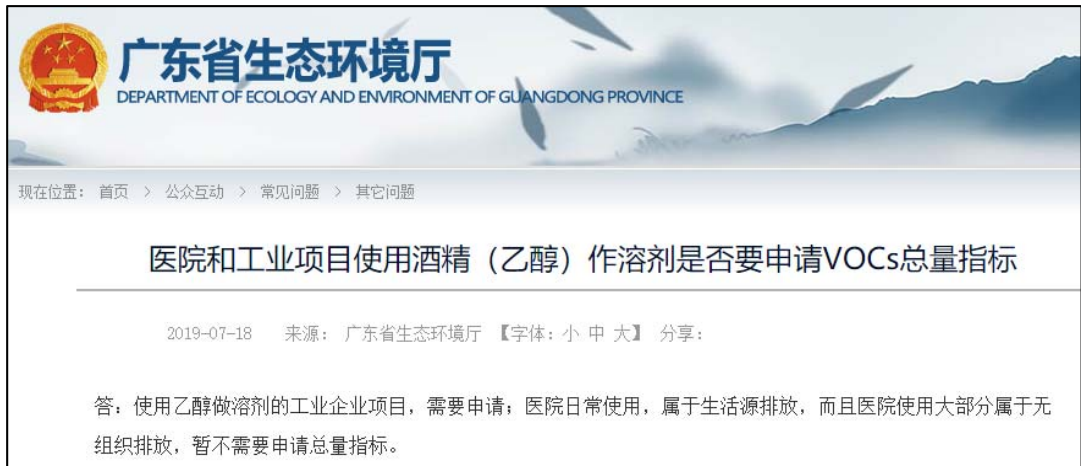 广东省生态环境厅
DEPARTMENT OF ECOLOGY AND ENVIRONMENT OF GUANGDONG PROVINCE
现在位置： 首页 > 公众互动 > 常见问题 > 其它问题
医院和工业项目使用酒精（乙醇）作溶剂是否要申请VOCs总量指标
2019-07-18 来源： 广东省生态环境厅 【字体：小 中 大】 分享：
答：使用乙醇做溶剂的工业企业项目，需要申请；医院日常使用，属于生活源排放，而且医院使用大部分属于无
组织排放，暂不需要申请总量指标。